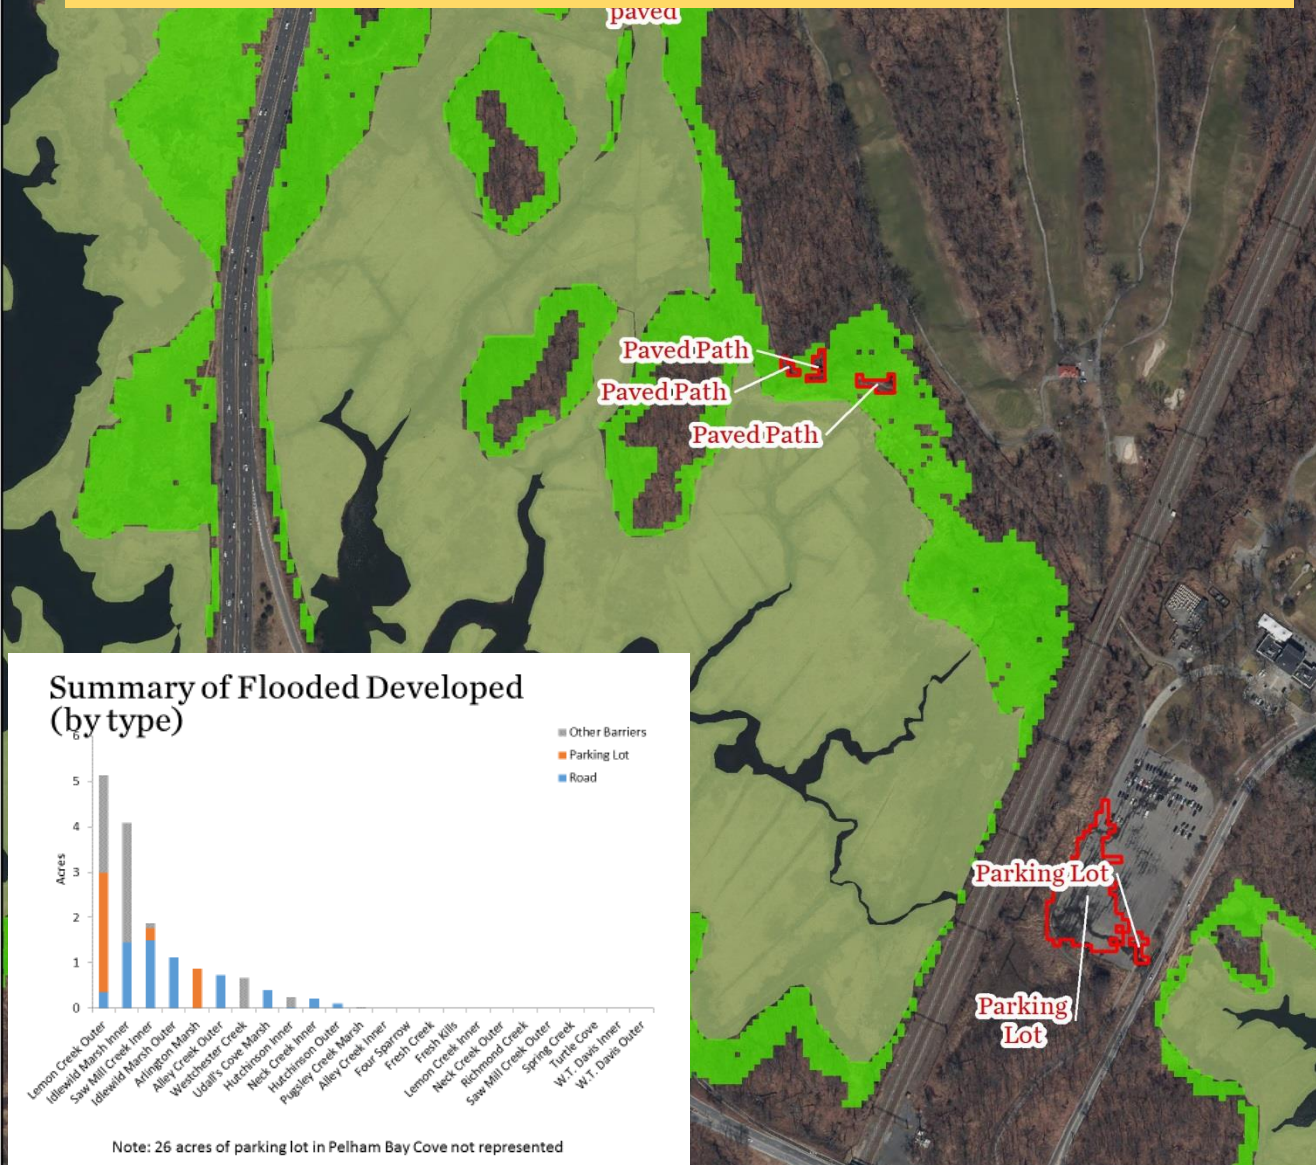 paved
Paved Path
Paved Path
Paved Path
Parking Lot
Parking
Lot
Summary of Flooded Developed
(by type)
6
5
4
3
2
1
0
Acres
Other Barriers
Parking Lot
Road
Lemon Creek Outer
Idlewild Marsh Inner
Saw Mill Creek Inner
Idlewild Marsh Outer
Arlington Marsh
Alley Creek Outer
Westchester Creek
Udall's Cove Marsh
Hutchinson Inner
Neck Creek Inner
Hutchinson Outer
Pugsley Creek Marsh
Alley Creek Inner
Four Sparrow
Fresh Creek
Fresh Kills
Lemon Creek Inner
Neck Creek Outer
Richmond Creek
Saw Mill Creek Outer
Spring Creek
Turtle Cove
W.T. Davis Inner
W.T. Davis Outer
Note: 26 acres of parking lot in Pelham Bay Cove not represented